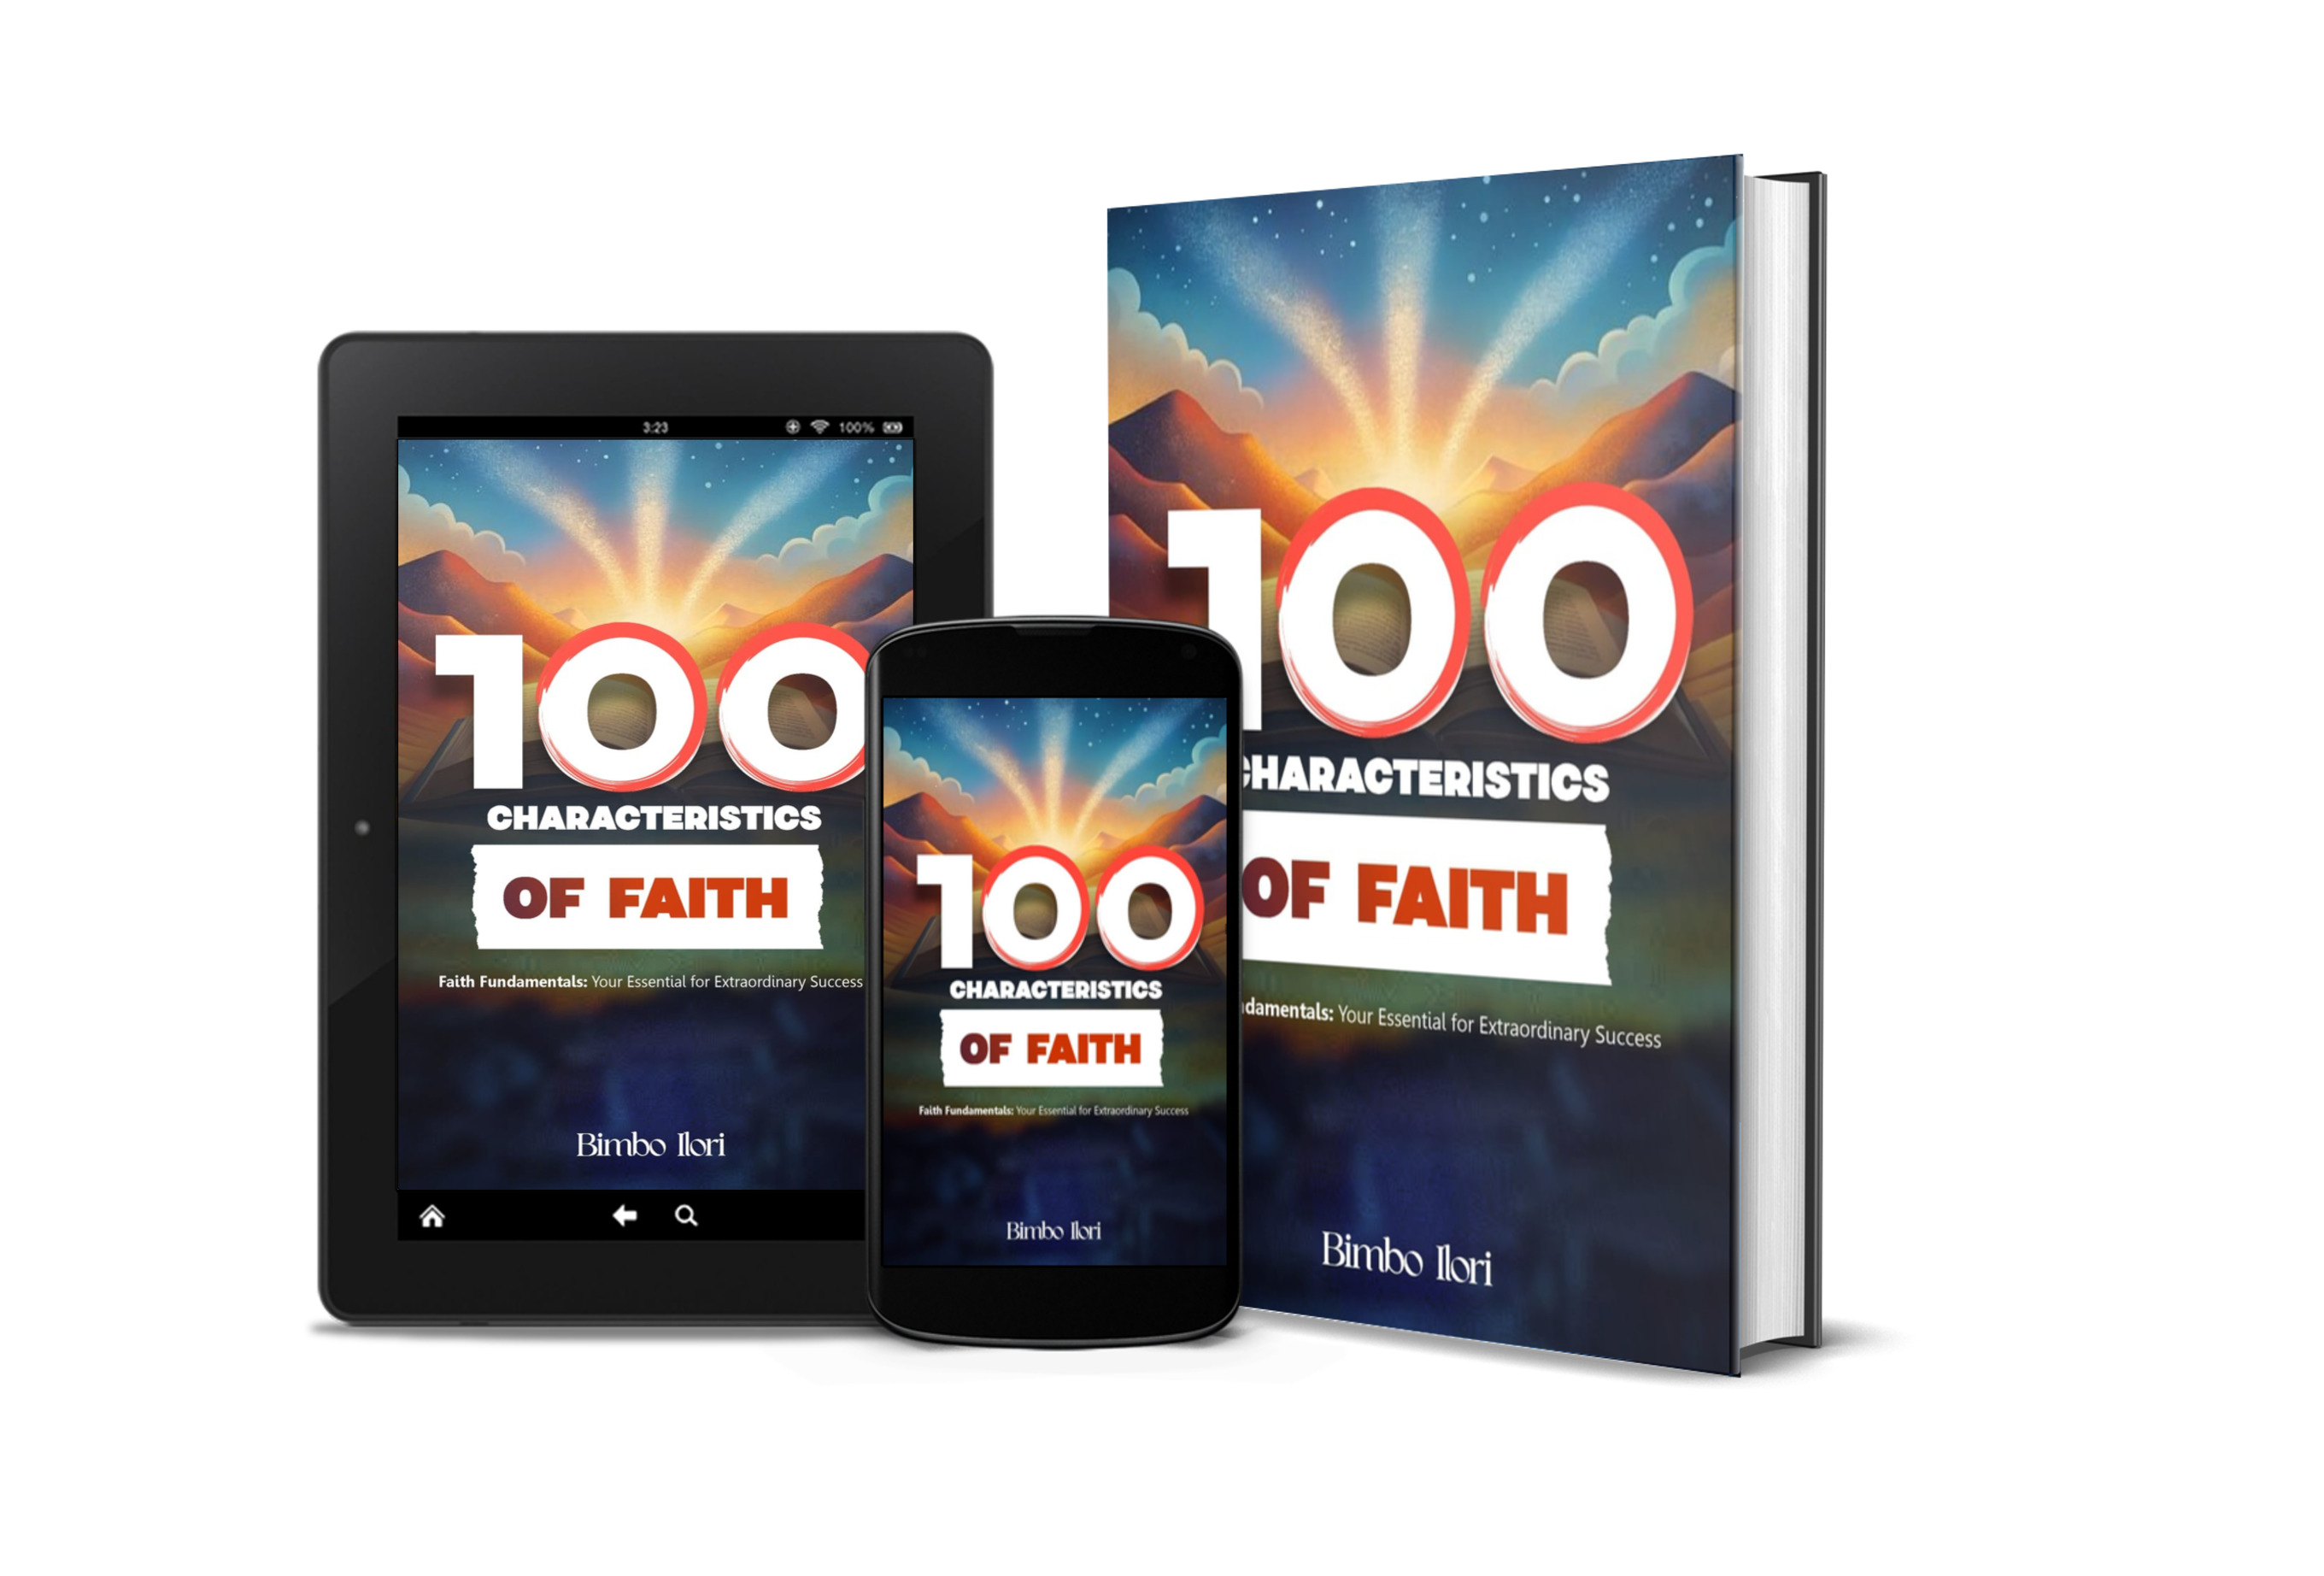 3:23
100%
100
CHARACTERISTICS
OF FAITH
Faith Fundamentals: Your Essential for Extraordinary Success
Bimbo Ilori
100
CHARACTERISTICS
OF FAITH
Faith Fundamentals: Your Essential for Extraordinary Success
Bimbo Ilori
100
CHARACTERISTICS
OF FAITH
damentals: Your Essential for Extraordinary Success
Bimbo Ilori